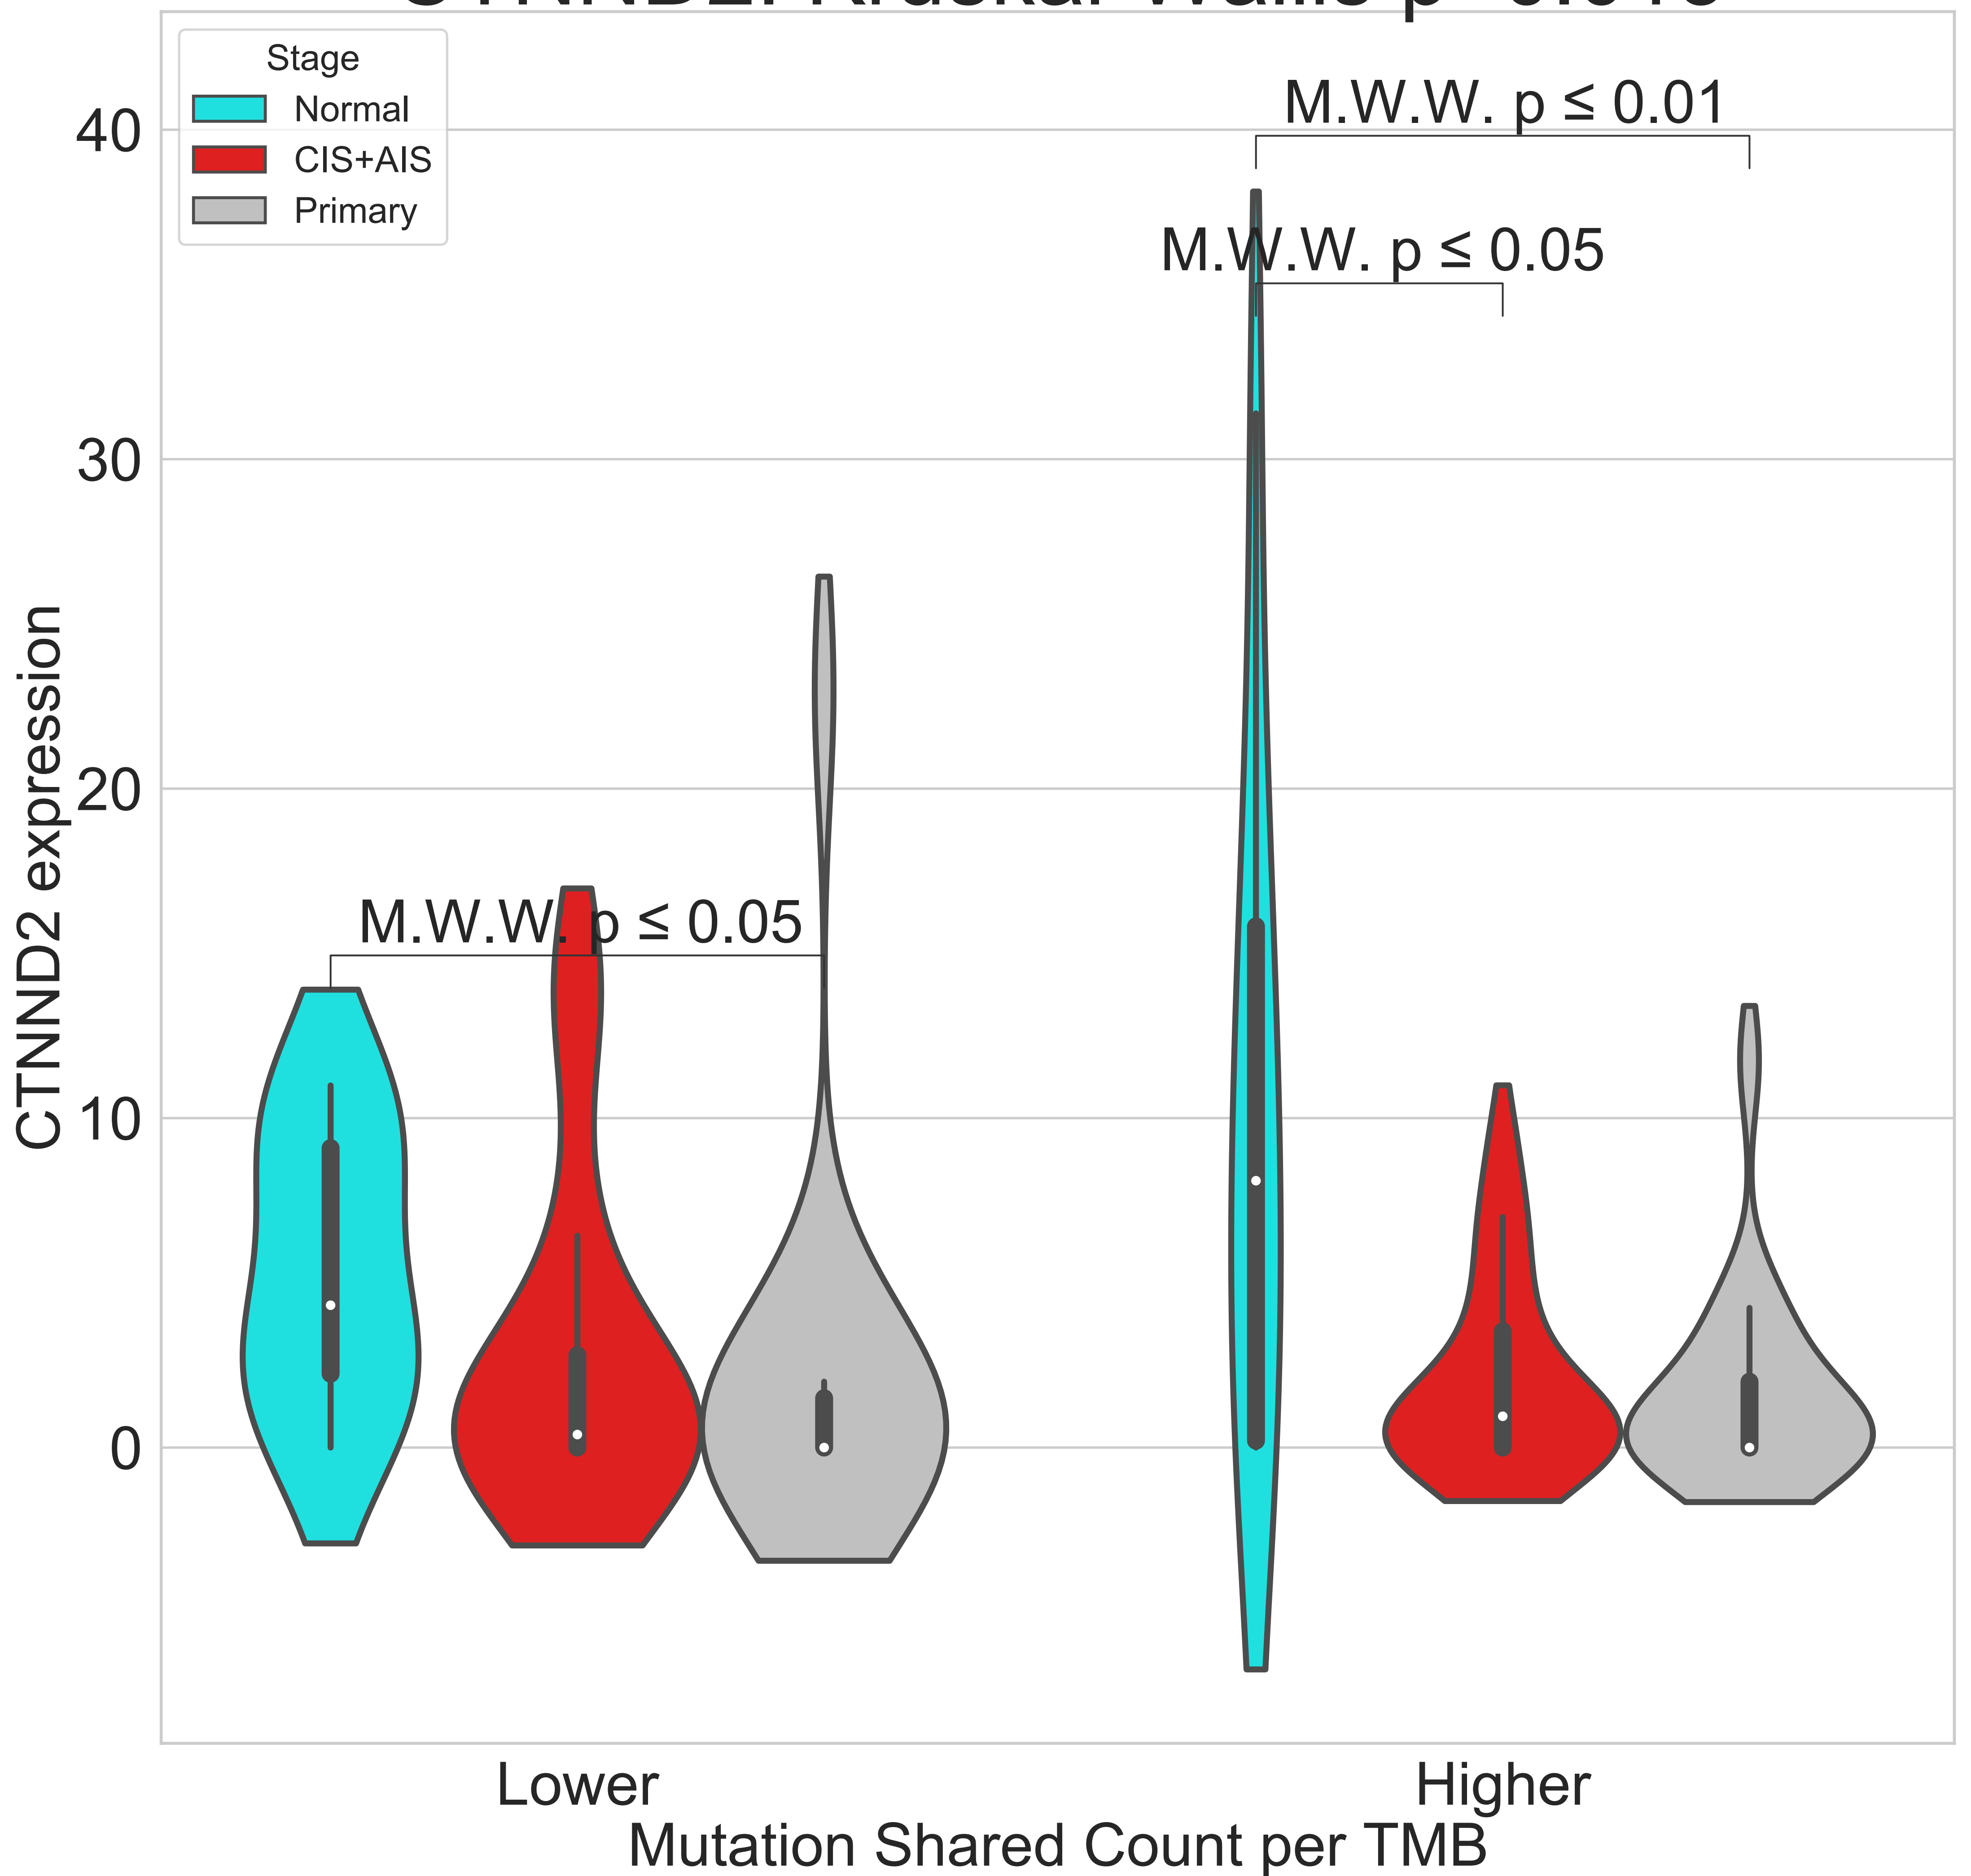 Stage
Normal
CIS+AIS
Primary
M.W.W. p ≤ 0.01
M.W.W. p ≤ 0.05
M.W.W. p ≤ 0.05
40
30
20
10
0
CTNND2 expression
Lower
Higher
Mutation Shared Count per TMB